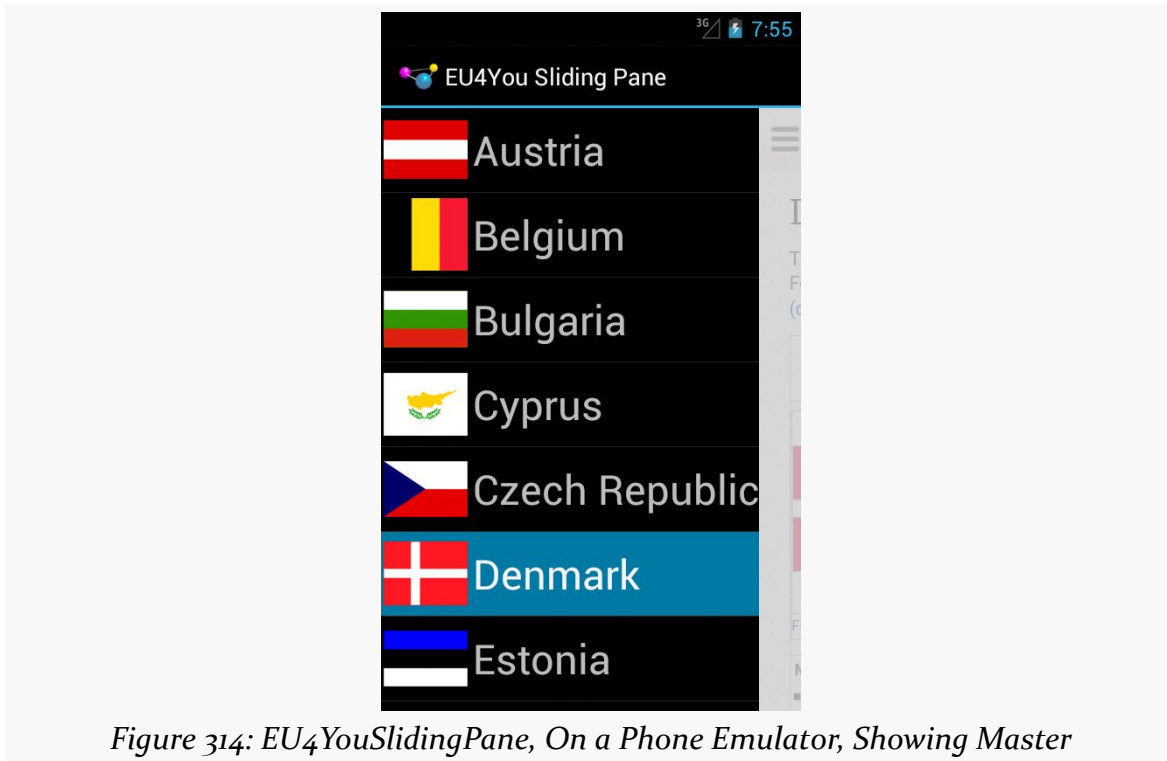 3G 7:55
EU4You Sliding Pane
Austria
Belgium
Bulgaria
Cyprus
Czech Republic
Denmark
Estonia
Figure 314: EU4YouSlidingPane, On a Phone Emulator, Showing Master